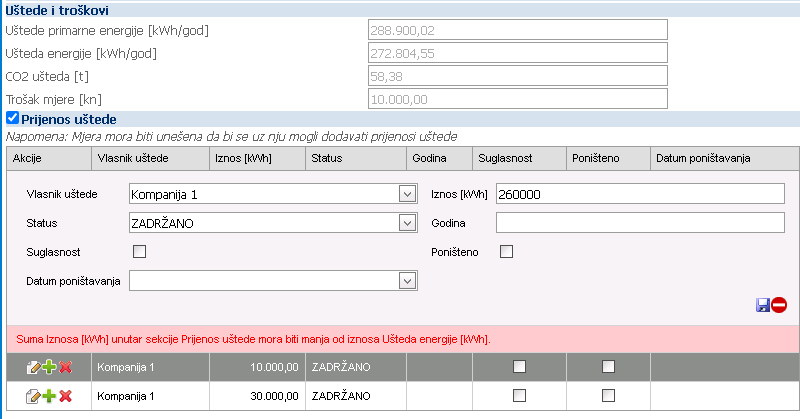 Uštede i troškovi
Uštede primarne energije [kWh/god] 288.900,02
Ušteda energije [kWh/god] 272.804,55
CO2 ušteda [t] 58,38
Trošak mjere [kn] 10.000,00
Prijenos uštede
Napomena: Mjera mora biti unešena da bi se uz nju mogli dodavati prijenosi uštede
Akcije Vlasnik uštede Iznos [kWh] Status Godina Suglasnost Poništeno Datum poništavanja
Vlasnik uštede Kompanija 1 Iznos [kWh] 260000
Status ZADRŽANO Godina
Suglasnost Poništeno
Datum poništavanja
Suma Iznosa [kWh] unutar sekcije Prijenos uštede mora biti manja od iznosa Ušteda energije [kWh].
Kompanija 1 10.000,00 ZADRŽANO
Kompanija 1 30.000,00 ZADRŽANO